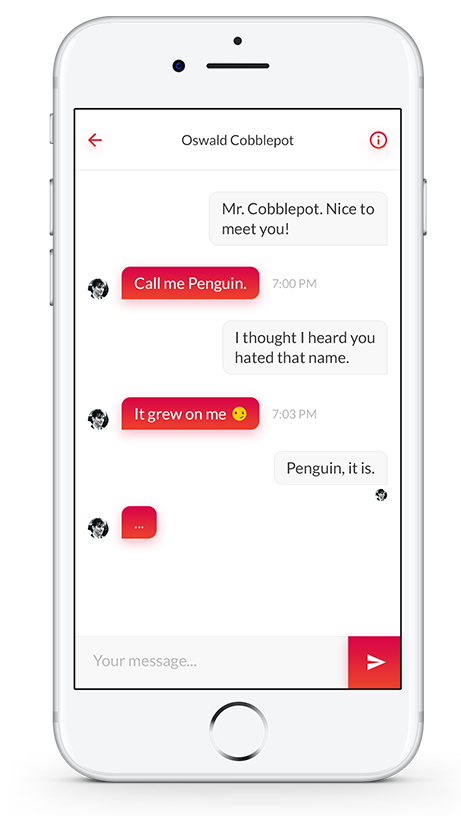 Oswald Cobblepot
Mr. Cobblepot. Nice to
meet you!
Call me Penguin.
7:00 PM
I thought I heard you
hated that name.
It grew on me 😏
7:03 PM
Penguin, it is.
...
Your message...